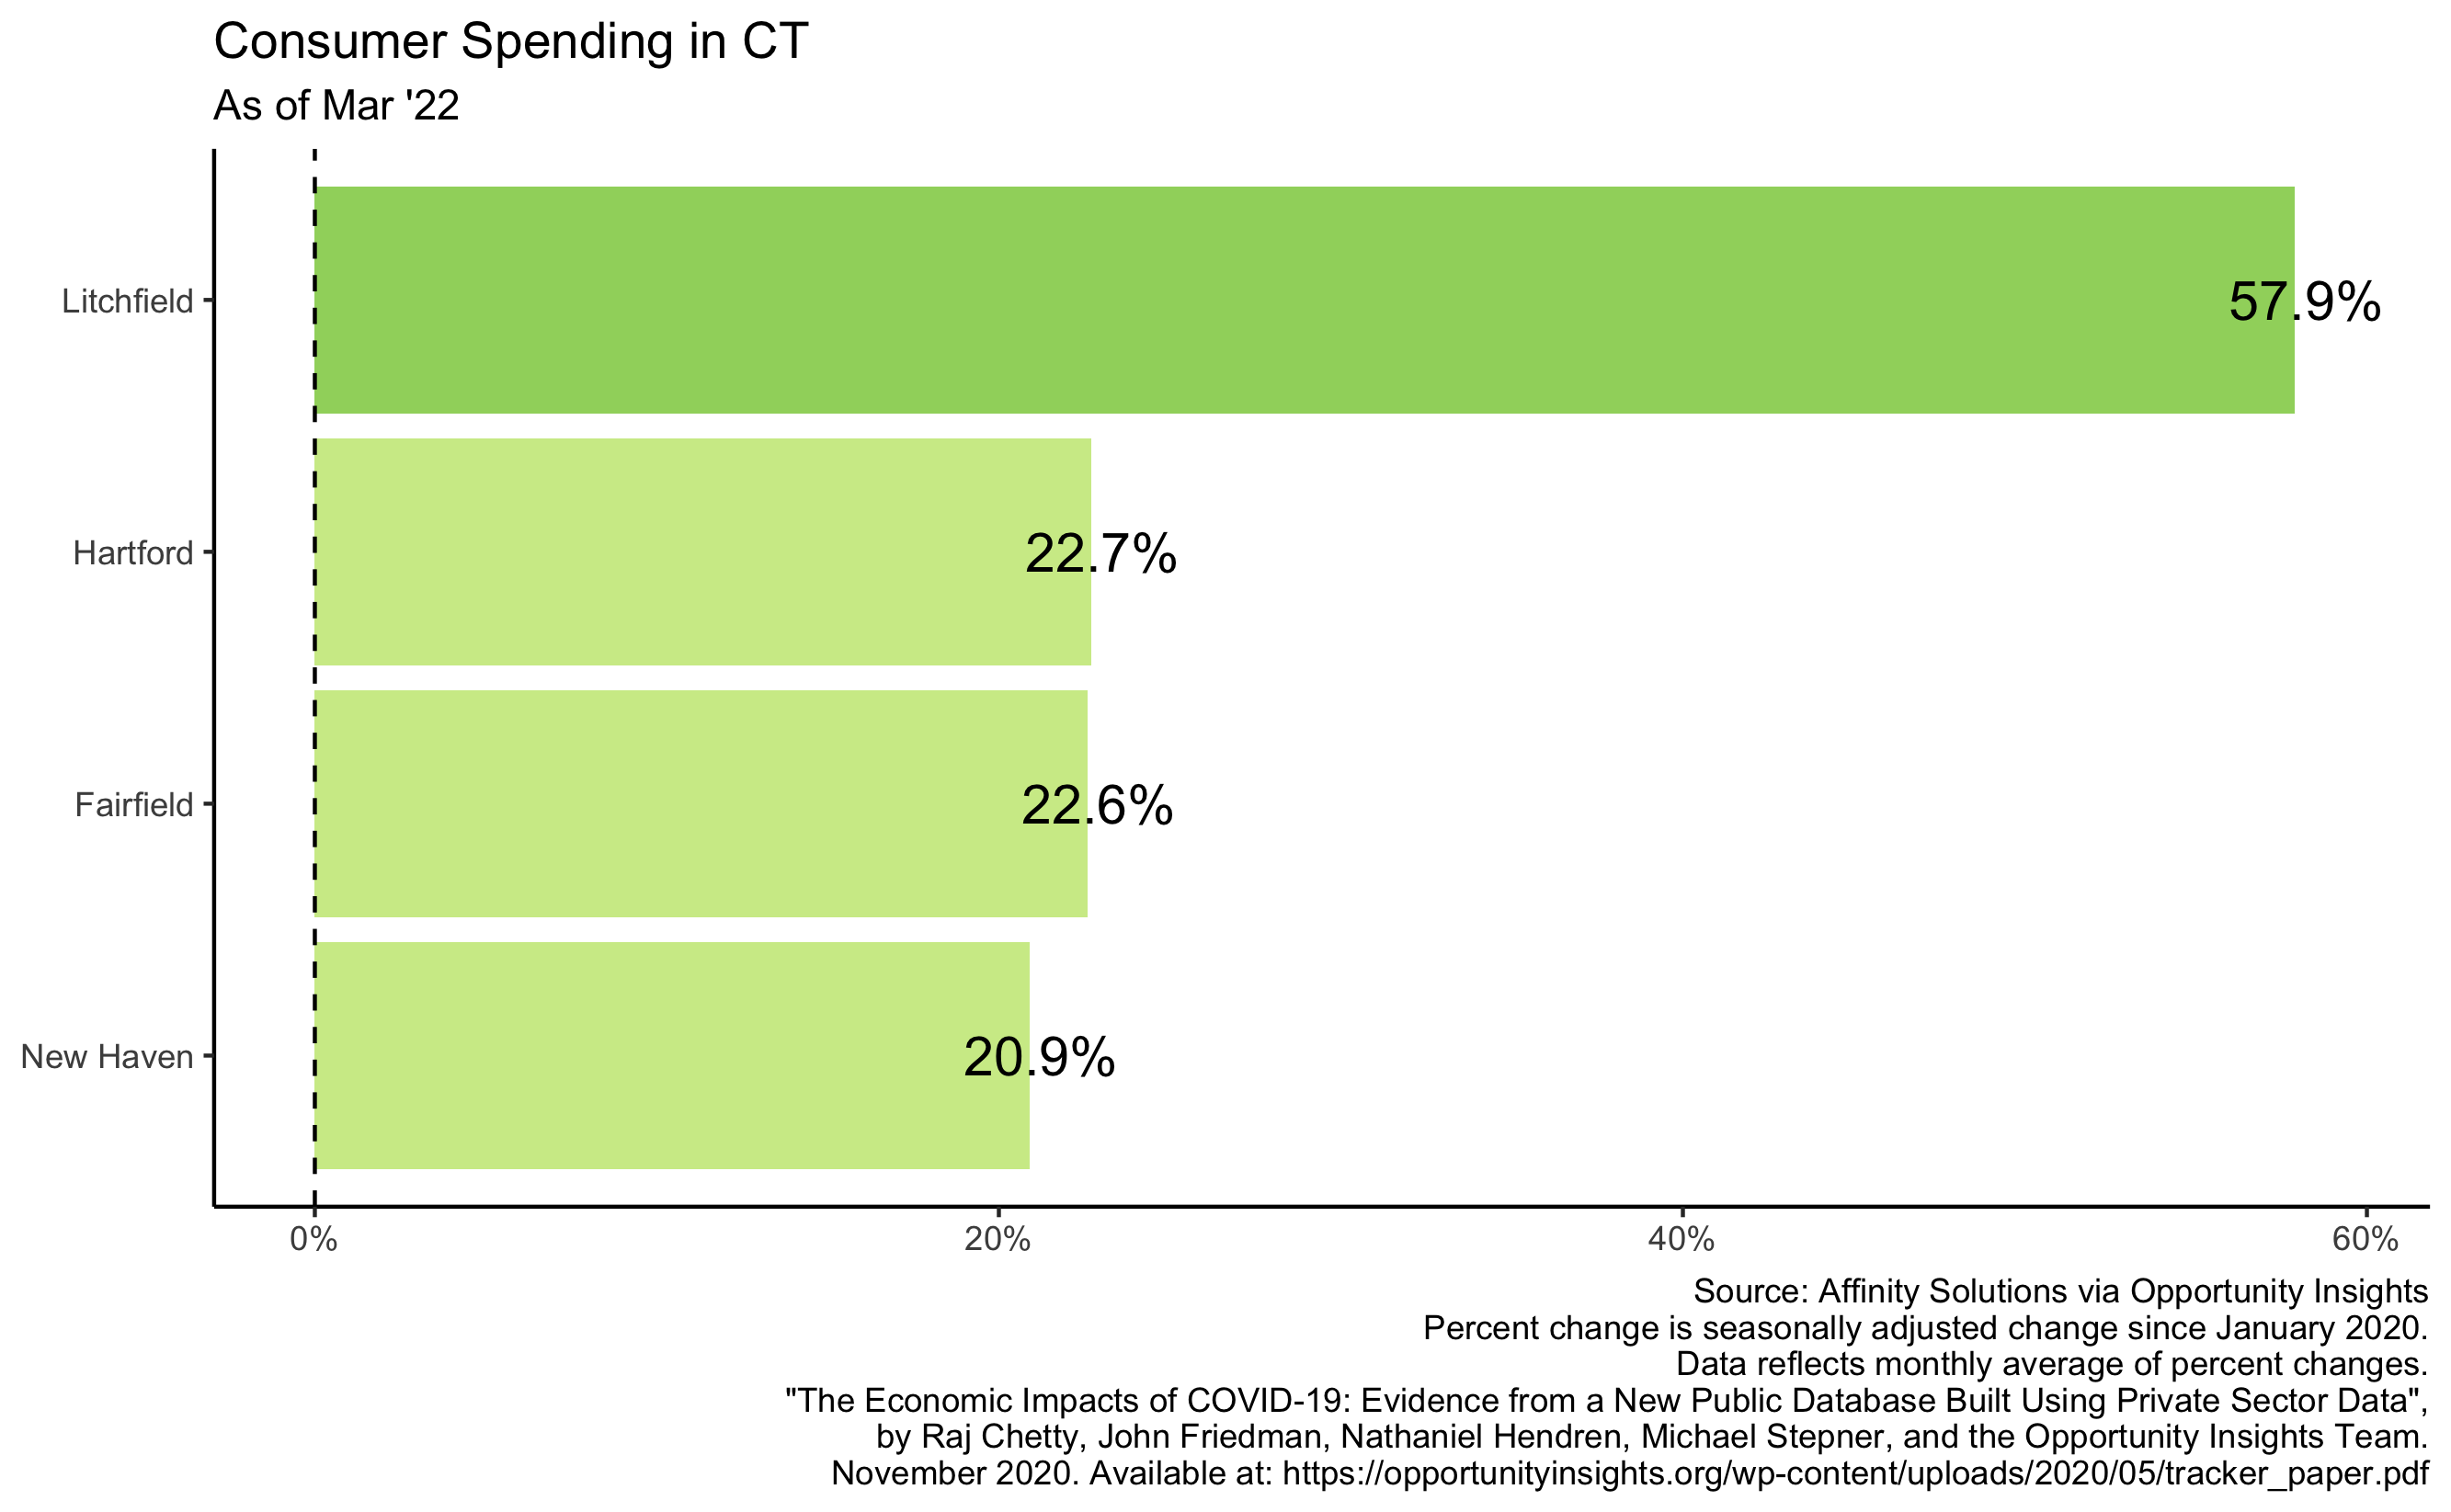 Consumer Spending in CT
As of Mar '22
Litchfield
57.9%
Hartford
22.7%
Fairfield
22.6%
New Haven
20.9%
0%
20%
40%
60%
Source: Affinity Solutions via Opportunity Insights
Percent change is seasonally adjusted change since January 2020.
Data reflects monthly average of percent changes.
"The Economic Impacts of COVID-19: Evidence from a New Public Database Built Using Private Sector Data",
by Raj Chetty, John Friedman, Nathaniel Hendren, Michael Stepner, and the Opportunity Insights Team.
November 2020. Available at: https://opportunityinsights.org/wp-content/uploads/2020/05/tracker_paper.pdf